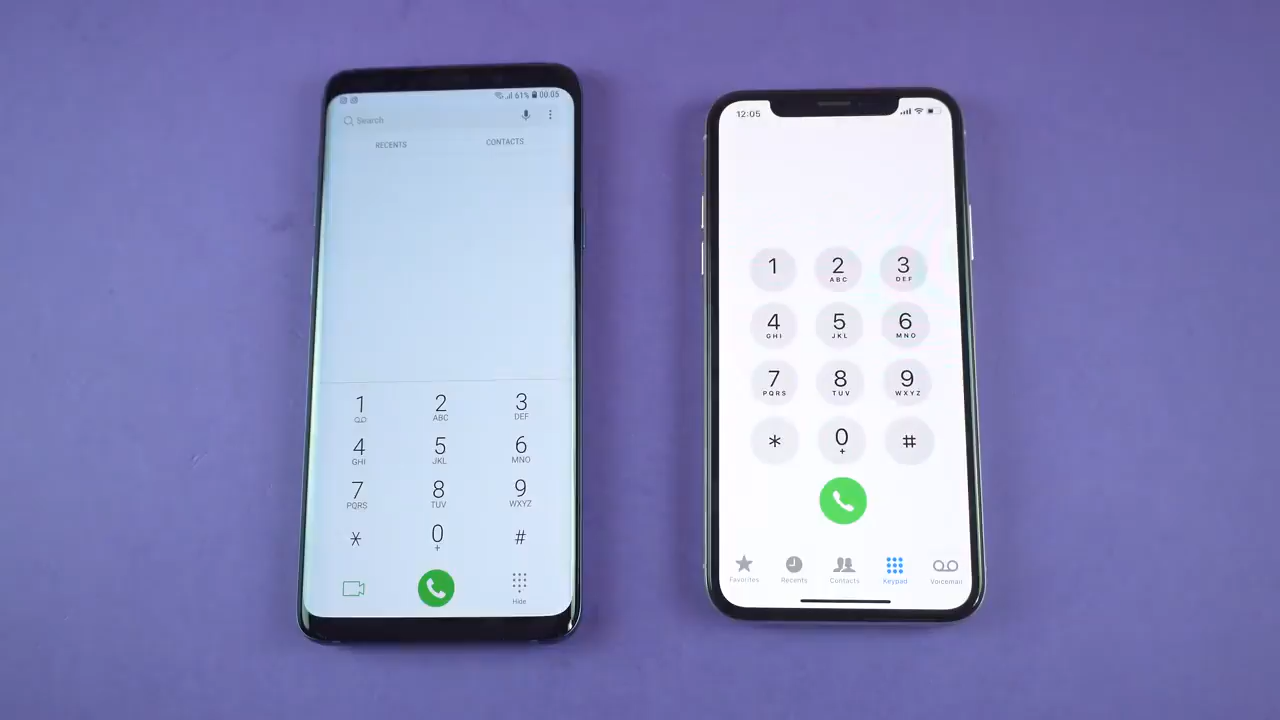 61% 00.05
Search
RECENTS CONTACTS
1 2 ABC 3 DEF
4 GHI 5 JKL 6 MNO
7 PQRS 8 TUV 9 WXYZ
* 0 + #
Hide
12:05
1 2 ABC 3 DEF
4 GHI 5 JKL 6 MNO
7 PQRS 8 TUV 9 WXYZ
* 0 + #
Favorites Recents Contacts Keypad Voicemail